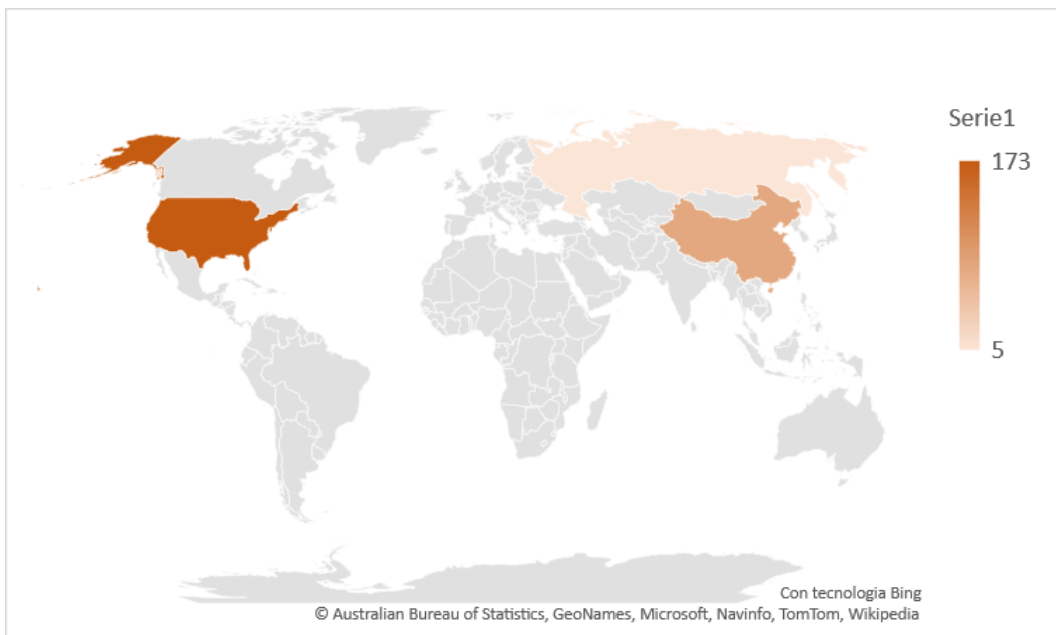 Serie1
173
5
Con tecnologia Bing
© Australian Bureau of Statistics, GeoNames, Microsoft, Navinfo, TomTom, Wikipedia